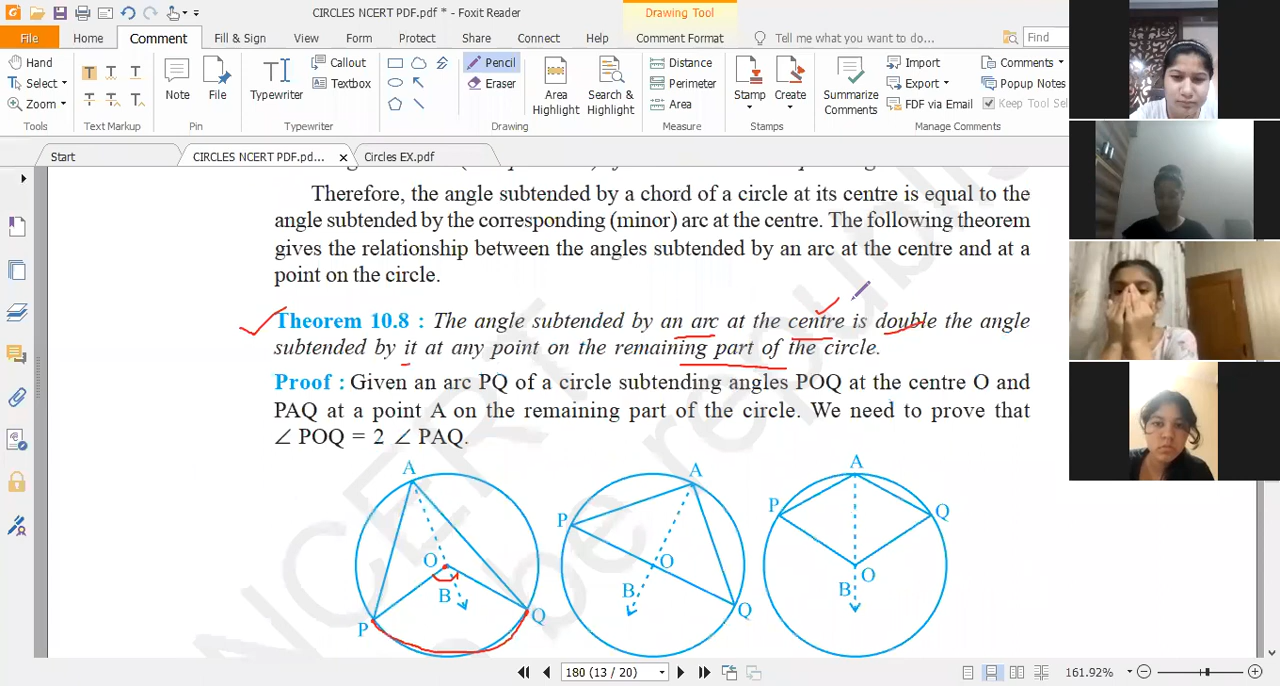 CIRCLES NCERT PDF.pdf * - Foxit Reader
Drawing Tool
File
Home
Comment
Fill & Sign
View
Form
Protect
Share
Connect
Help
Comment Format
Tell me what you want to do...
Find
Hand
Select
Zoom
Tools
Text Markup
Note
File
Pin
Typewriter
Callout
Textbox
Typewriter
Pencil
Eraser
Area Highlight
Search & Highlight
Drawing
Distance
Perimeter
Area
Measure
Stamp
Create
Stamps
Summarize Comments
Import
Export
FDF via Email
Comments
Popup Notes
Keep Tool Sel
Manage Comments
Start
CIRCLES NCERT PDF.pd...
Circles EX.pdf
Therefore, the angle subtended by a chord of a circle at its centre is equal to the
angle subtended by the corresponding (minor) arc at the centre. The following theorem
gives the relationship between the angles subtended by an arc at the centre and at a
point on the circle.
Theorem 10.8 : The angle subtended by an arc at the centre is double the angle
subtended by it at any point on the remaining part of the circle.
Proof : Given an arc PQ of a circle subtending angles POQ at the centre O and
PAQ at a point A on the remaining part of the circle. We need to prove that
∠ POQ = 2 ∠ PAQ.
A
O
B
P
Q
A
P
O
B
Q
A
P
Q
O
B
NCERT
be republis
180 (13 / 20)
161.92%